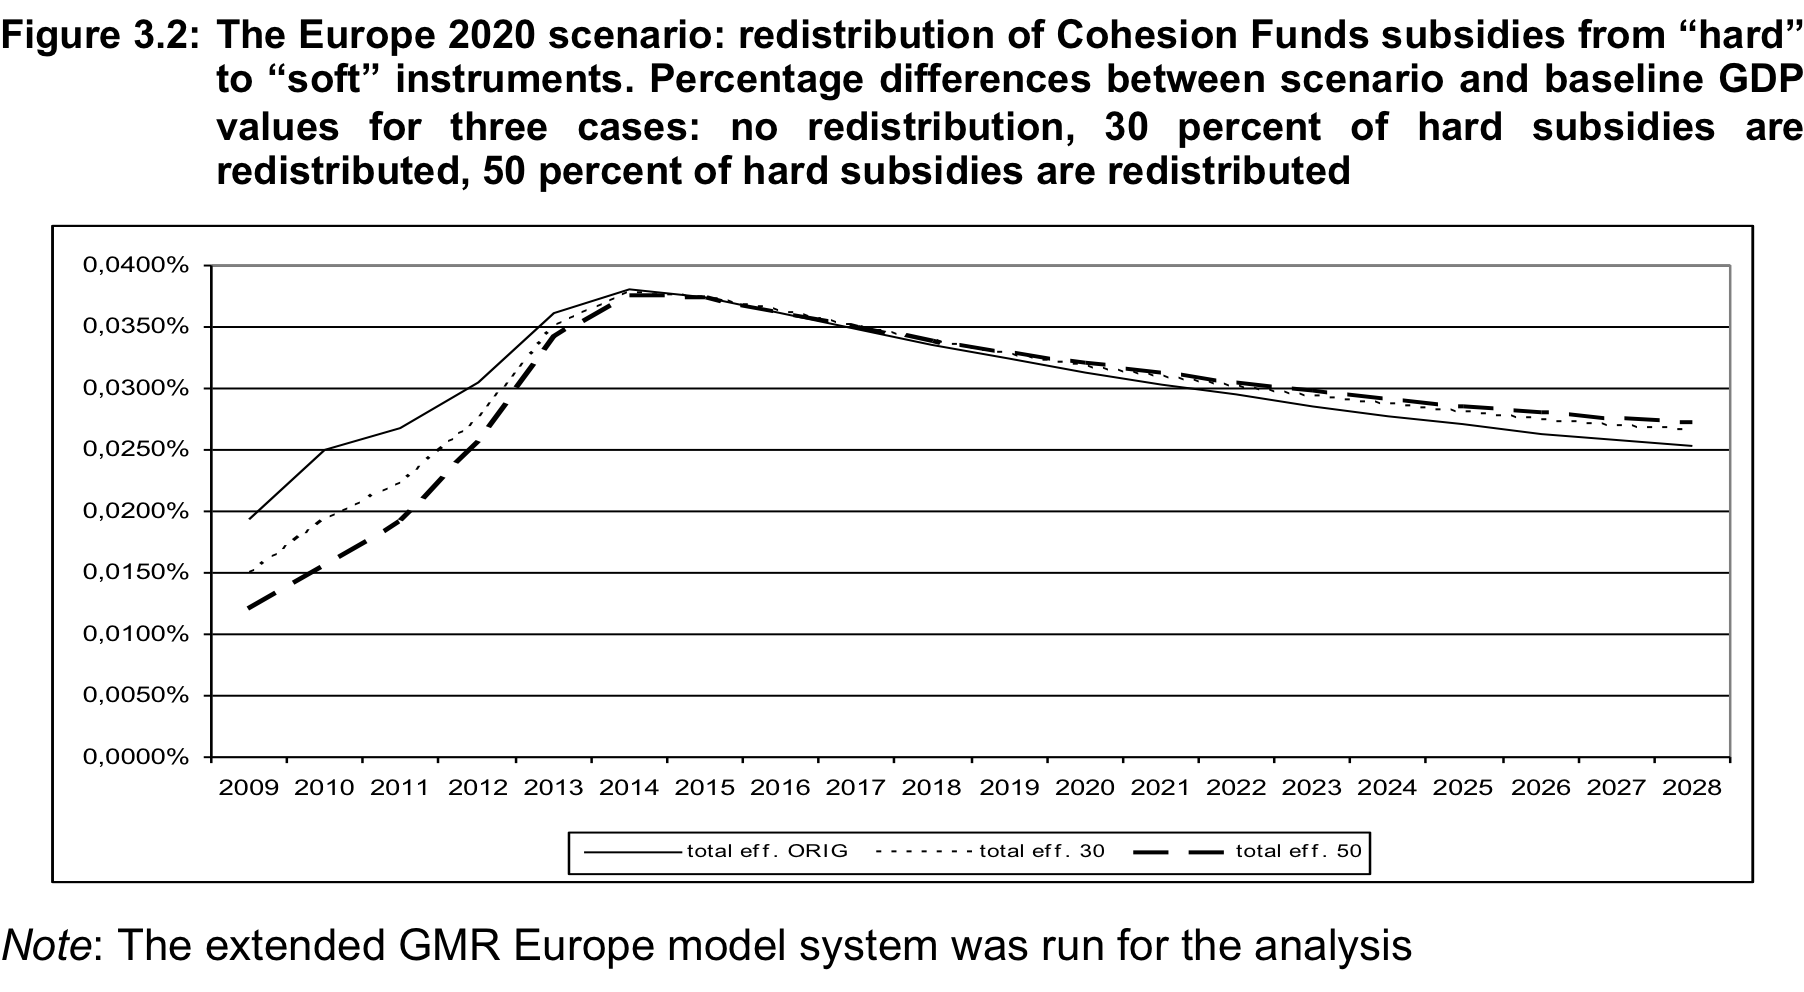 Figure 3.2: The Europe 2020 scenario: redistribution of Cohesion Funds subsidies from “hard”
to “soft” instruments. Percentage differences between scenario and baseline GDP
values for three cases: no redistribution, 30 percent of hard subsidies are
redistributed, 50 percent of hard subsidies are redistributed
0,0400%
0,0350%
0,0300%
0,0250%
0,0200%
0,0150%
0,0100%
0,0050%
0,0000%
2009 2010 2011 2012 2013 2014 2015 2016 2017 2018 2019 2020 2021 2022 2023 2024 2025 2026 2027 2028
total eff. ORIG total eff. 30 total eff. 50
Note: The extended GMR Europe model system was run for the analysis